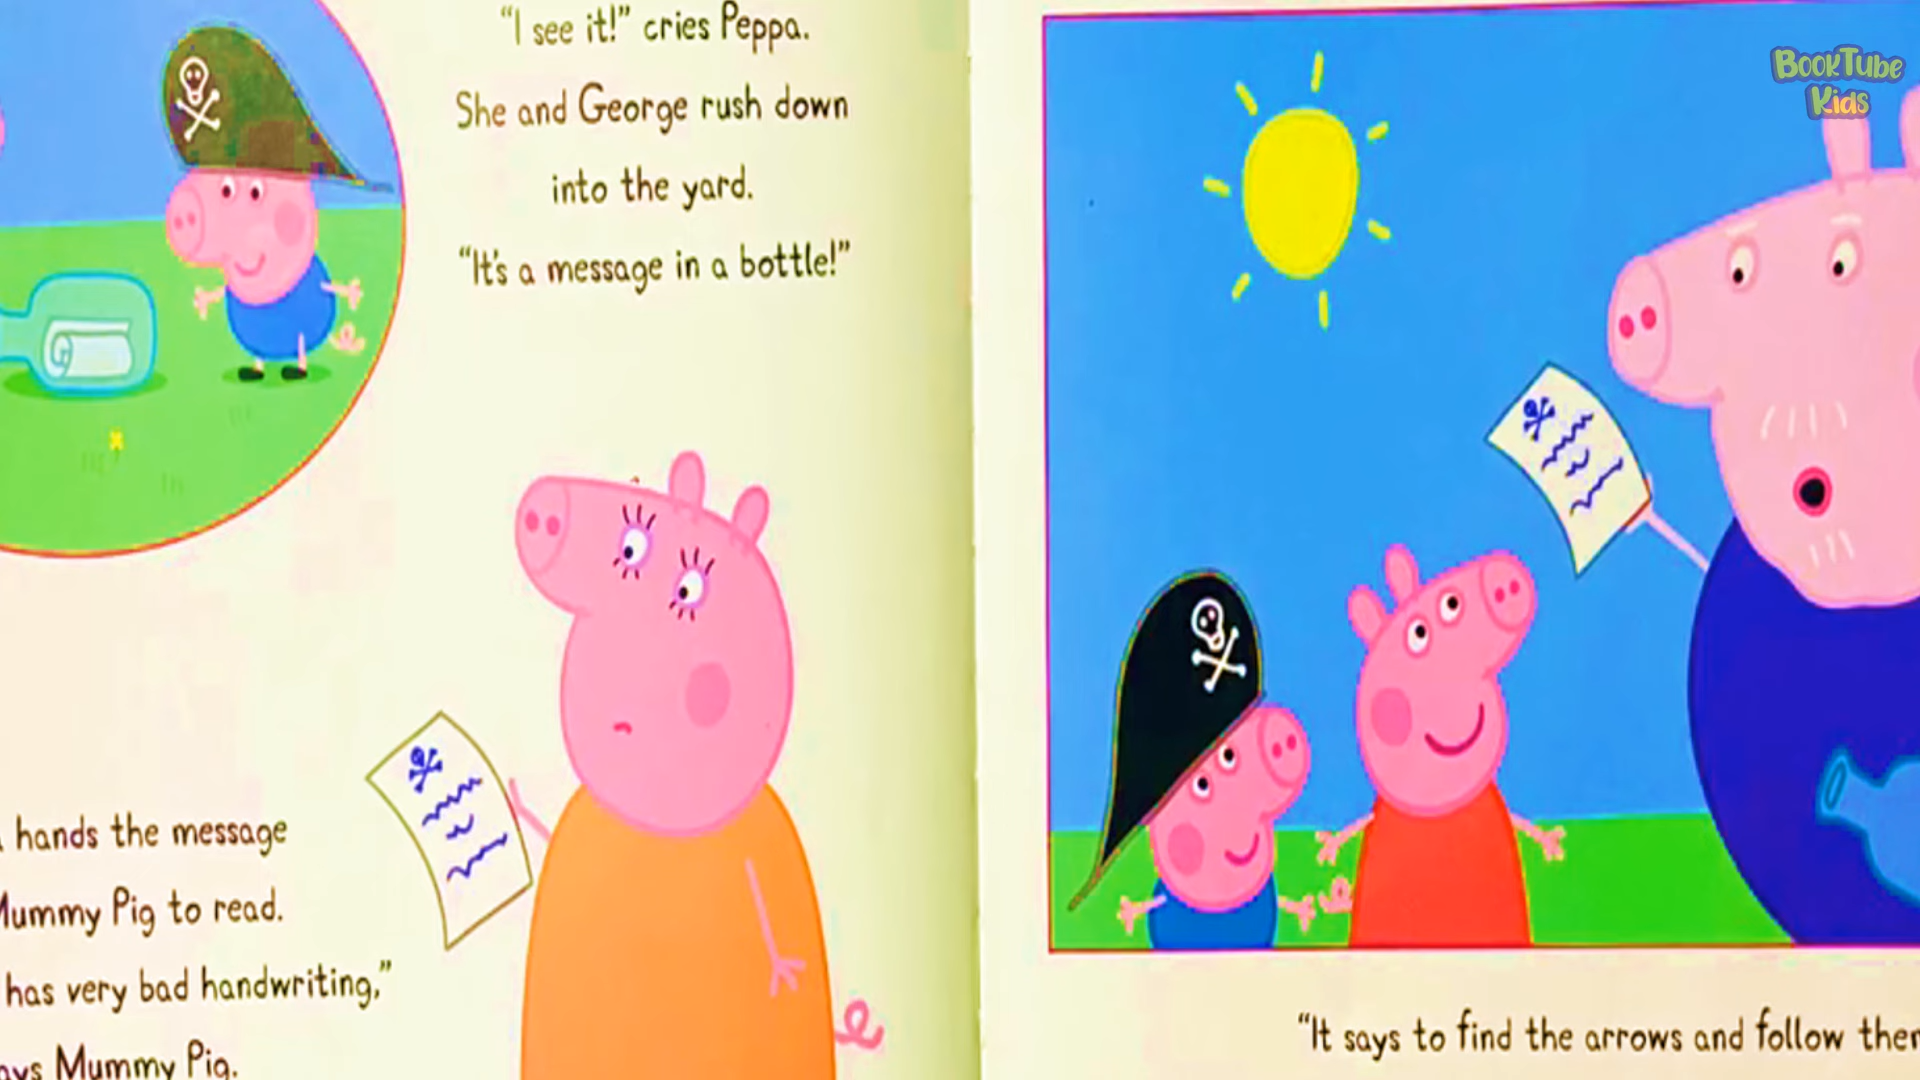 “I see it!” cries Peppa.
She and George rush down
into the yard.
“It's a message in a bottle!”
hands the message
Mummy Pig to read.
has very bad handwriting,”
says Mummy Pig.
BookTube
Kids
“It says to find the arrows and follow them